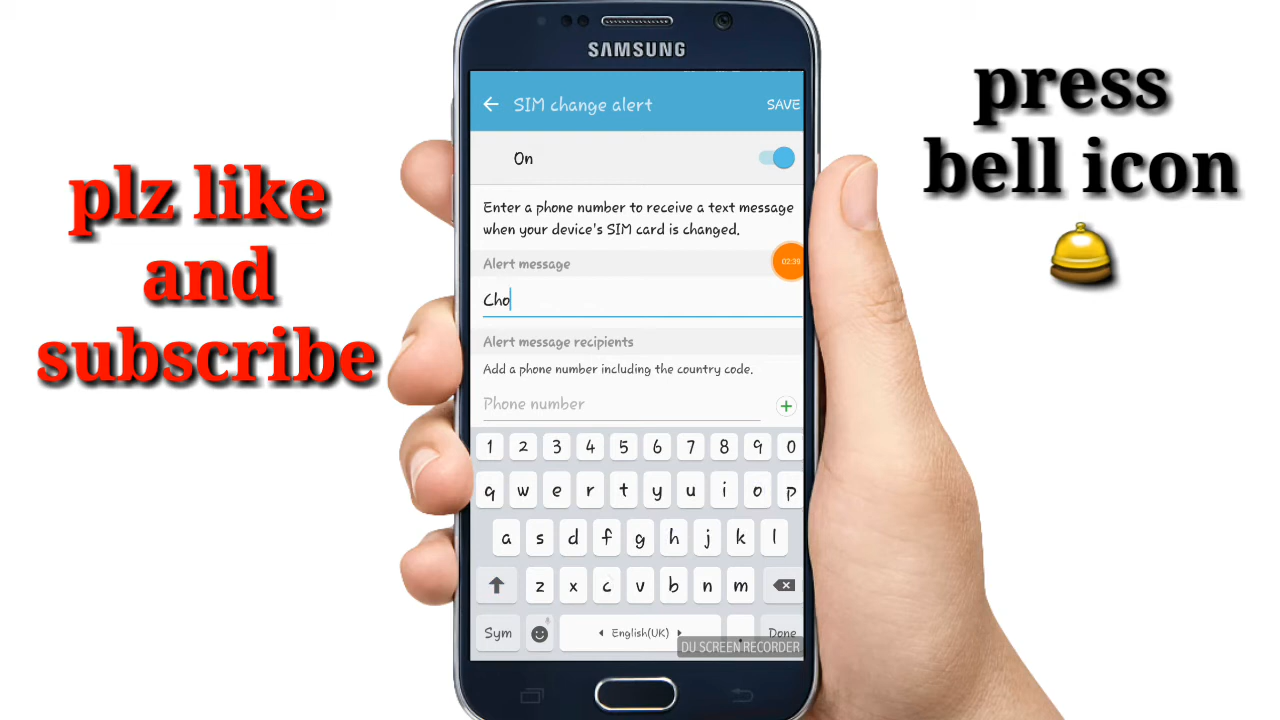 SAMSUNG
SIM change alert SAVE
On
Enter a phone number to receive a text message
when your device's SIM card is changed.
Alert message
02:39
Cho
Alert message recipients
Add a phone number including the country code.
Phone number
1 2 3 4 5 6 7 8 9 0
q w e r t y u i o p
a s d f g h j k l
z x c v b n m
Sym English(UK) . Done
DU SCREEN RECORDER
plz like
and
subscribe
press
bell icon